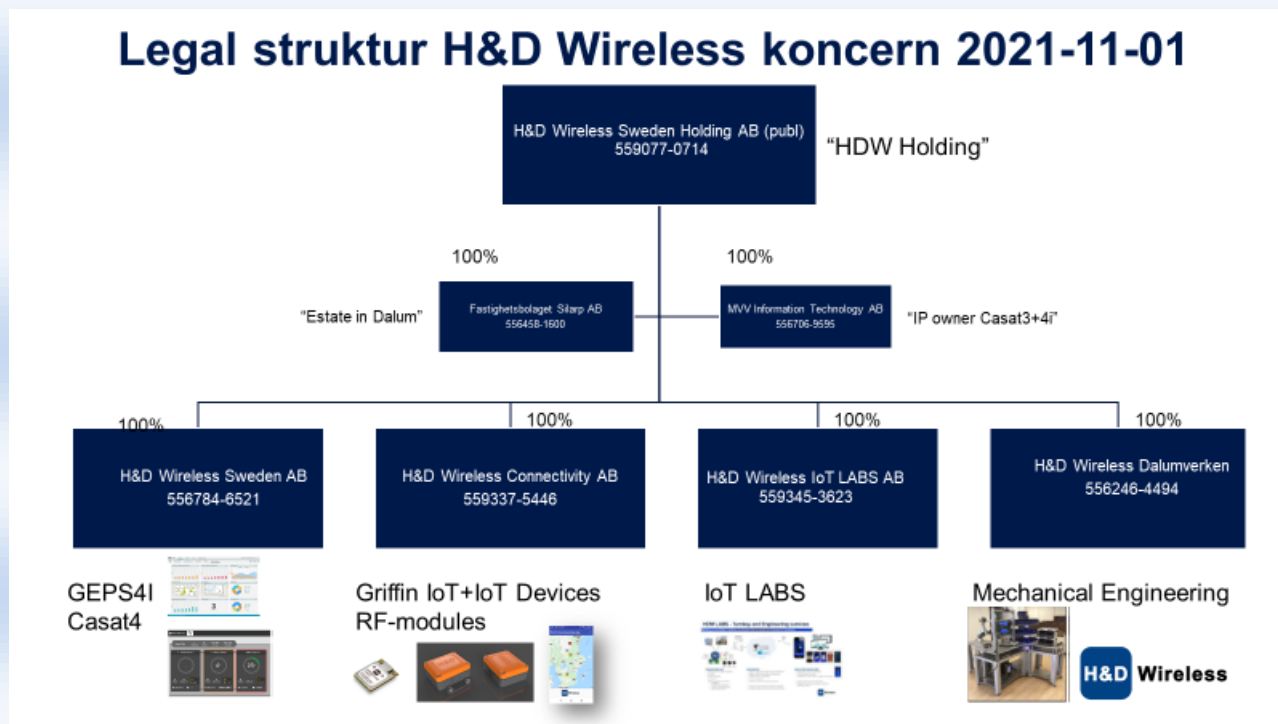 Legal struktur H&D Wireless koncern 2021-11-01
H&D Wireless Sweden Holding AB (publ)
559077-0714
“HDW Holding”
100%
100%
“Estate in Dalum”
Fastighetsbolaget Silarp AB
556458-1600
MVV Information Technology AB
556706-9595
“IP owner Casat3+4i”
100%
100%
100%
100%
H&D Wireless Sweden AB
556784-6521
H&D Wireless Connectivity AB
559337-5446
H&D Wireless IoT LABS AB
559345-3623
H&D Wireless Dalumverken
556246-4494
GEPS4I
Casat4
Griffin IoT+IoT Devices
RF-modules
IoT LABS
Mechanical Engineering
H&D Wireless